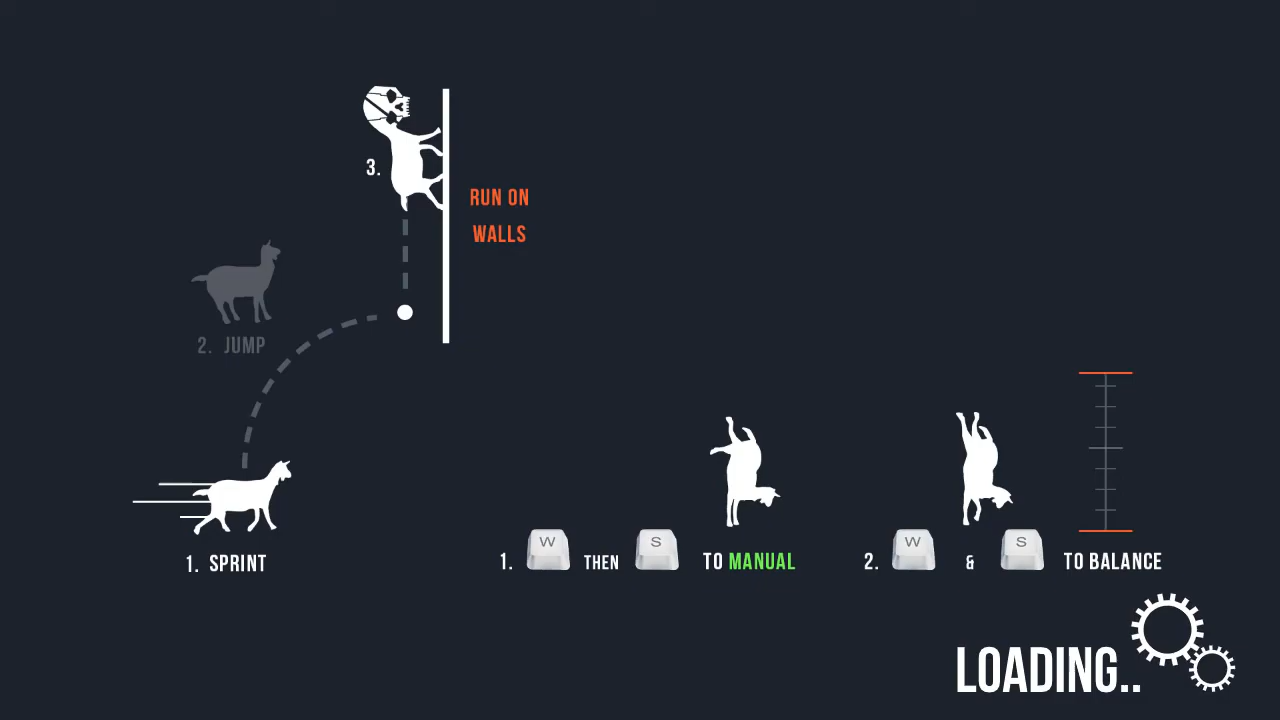 3.
RUN ON
WALLS
2. JUMP
1. SPRINT
1. W THEN S TO MANUAL
2. W & S TO BALANCE
LOADING..